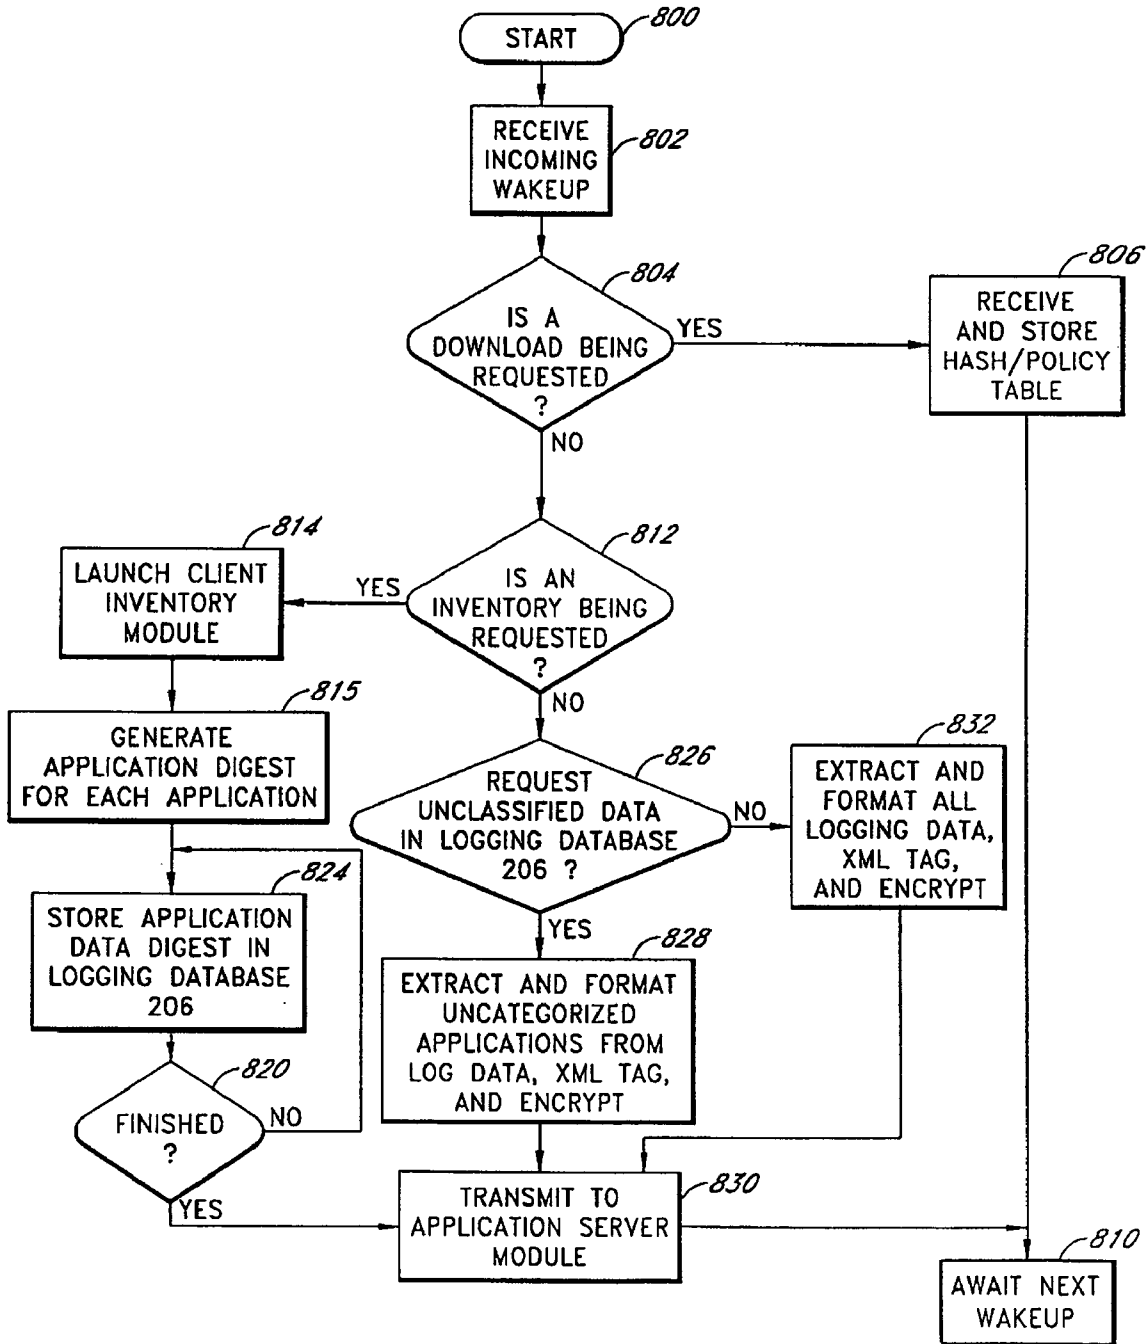 START
800
RECEIVE
INCOMING
WAKEUP
802
IS A
DOWNLOAD BEING
REQUESTED
?
804
YES
NO
RECEIVE
AND STORE
HASH/POLICY
TABLE
806
IS AN
INVENTORY BEING
REQUESTED
?
812
YES
NO
LAUNCH CLIENT
INVENTORY
MODULE
814
GENERATE
APPLICATION DIGEST
FOR EACH APPLICATION
815
STORE APPLICATION
DATA DIGEST IN
LOGGING DATABASE
206
824
FINISHED
?
820
NO
YES
REQUEST
UNCLASSIFIED DATA
IN LOGGING DATABASE
206 ?
826
NO
YES
EXTRACT AND
FORMAT ALL
LOGGING DATA,
XML TAG,
AND ENCRYPT
832
EXTRACT AND FORMAT
UNCATEGORIZED
APPLICATIONS FROM
LOG DATA, XML TAG,
AND ENCRYPT
828
TRANSMIT TO
APPLICATION SERVER
MODULE
830
AWAIT NEXT
WAKEUP
810